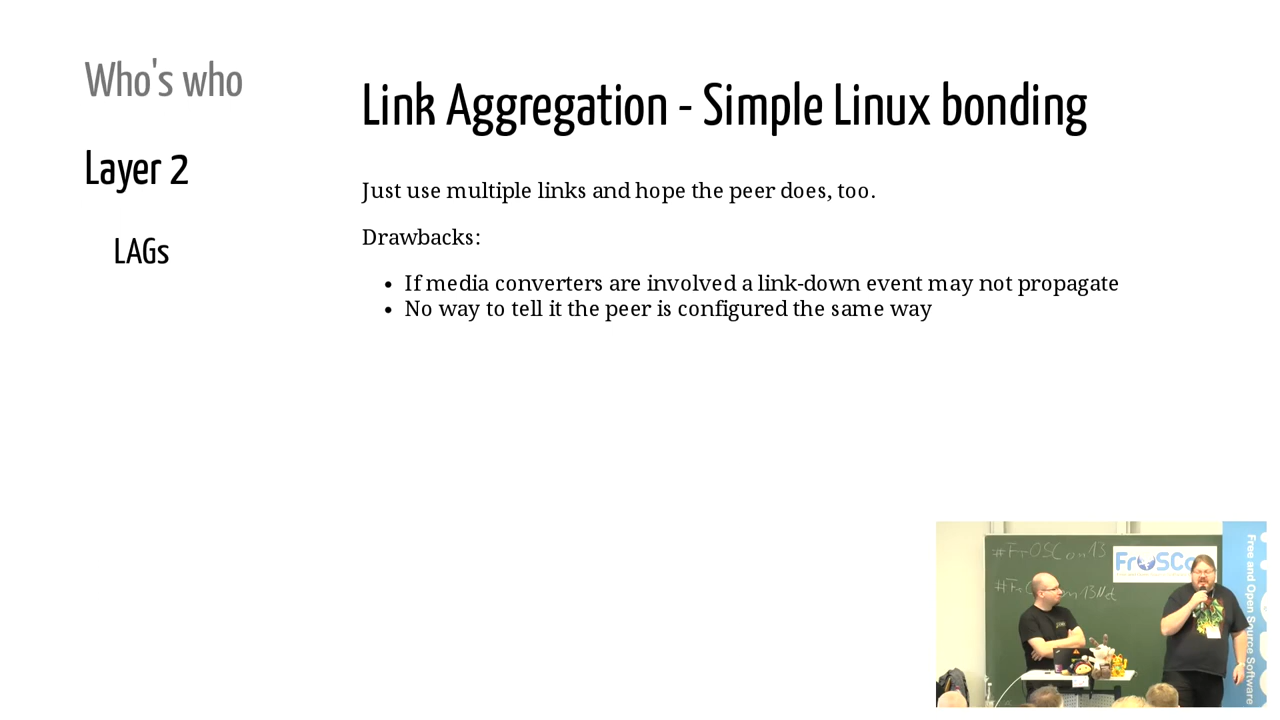 Who's who
Layer 2
LAGs
Link Aggregation - Simple Linux bonding
Just use multiple links and hope the peer does, too.
Drawbacks:
• If media converters are involved a link-down event may not propagate
• No way to tell it the peer is configured the same way
#FrOSCon13
FrOSCo
Free and Open Source Software